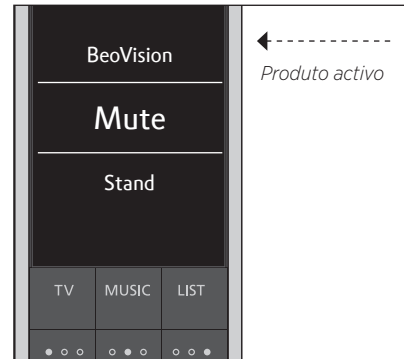 BeoVision
Produto activo
Mute
Stand
TV MUSIC LIST